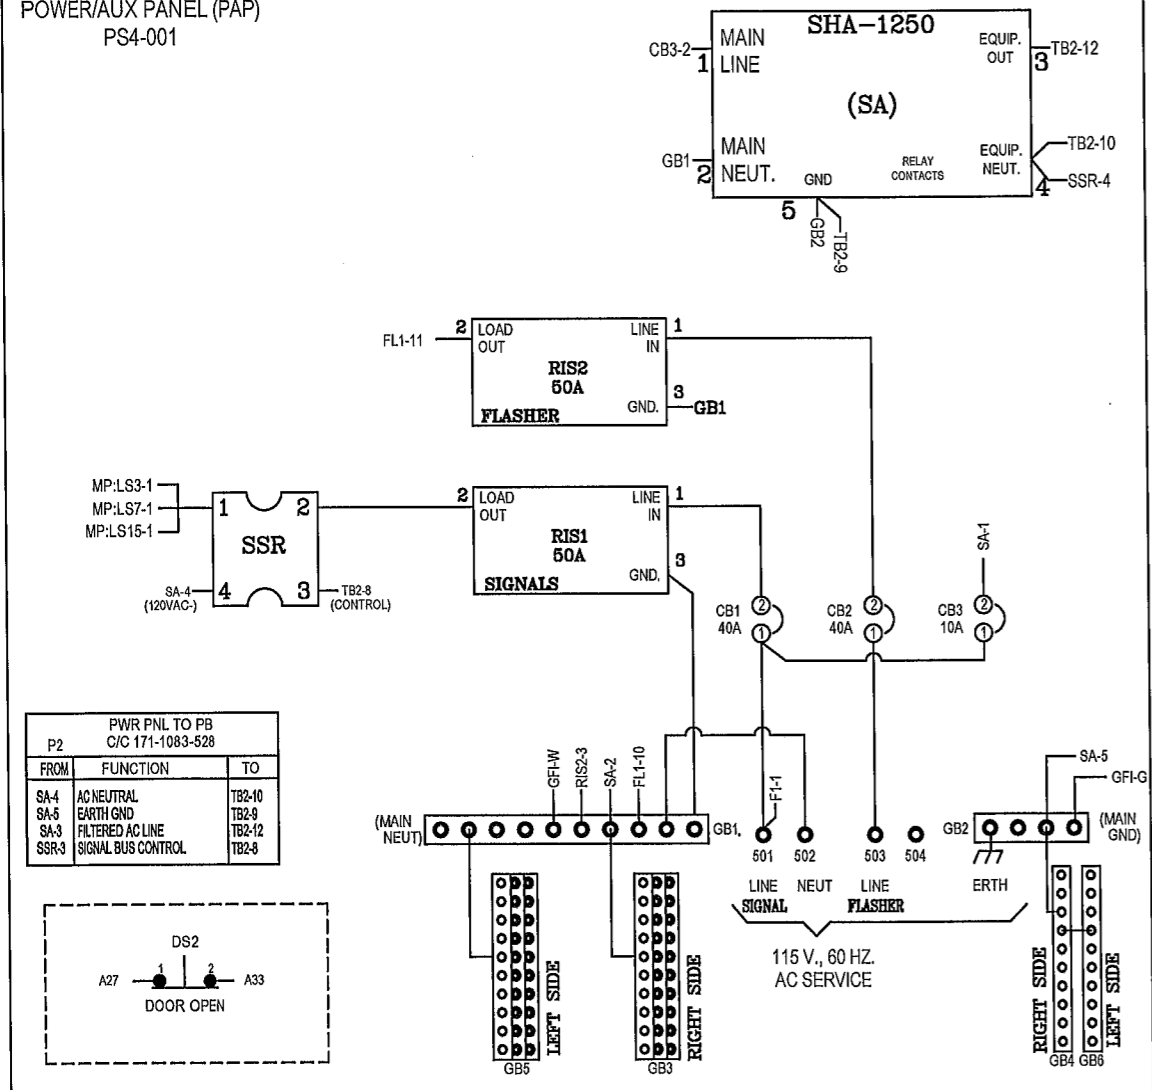 POWER/AUX PANEL (PAP)
PS4-001
SHA-1250
(SA)
CB3-2
1
MAIN
LINE
EQUIP.
OUT
3
TB2-12
GB1
2
MAIN
NEUT.
GND
5
GB2
TB2-9
RELAY
CONTACTS
EQUIP.
NEUT.
4
TB2-10
SSR-4
FL1-11
2
LOAD
OUT
LINE
IN
1
RIS2
50A
FLASHER
GND.
3
GB1
MP:LS3-1
MP:LS7-1
MP:LS15-1
1
2
SSR
4
3
SA-4
(120VAC-)
TB2-8
(CONTROL)
2
LOAD
OUT
LINE
IN
1
RIS1
50A
SIGNALS
GND.
3
CB1
40A
2
1
CB2
40A
2
1
SA-1
CB3
10A
2
1
PWR PNL TO PB
P2
C/C 171-1083-528
FROM FUNCTION TO
SA-4 AC NEUTRAL TB2-10
SA-5 EARTH GND TB2-9
SA-3 FILTERED AC LINE TB2-12
SSR-3 SIGNAL BUS CONTROL TB2-8
GFI-W
RIS2-3
SA-2
FL1-10
(MAIN
NEUT)
GB1.
F1-1
501
502
503
504
LINE
NEUT
LINE
SIGNAL
FLASHER
115 V., 60 HZ.
AC SERVICE
SA-5
GFI-G
GB2
(MAIN
GND)
ERTH
DS2
A27
1
2
A33
DOOR OPEN
LEFT SIDE
GB5
RIGHT SIDE
GB3
RIGHT SIDE
GB4
GB6
LEFT SIDE